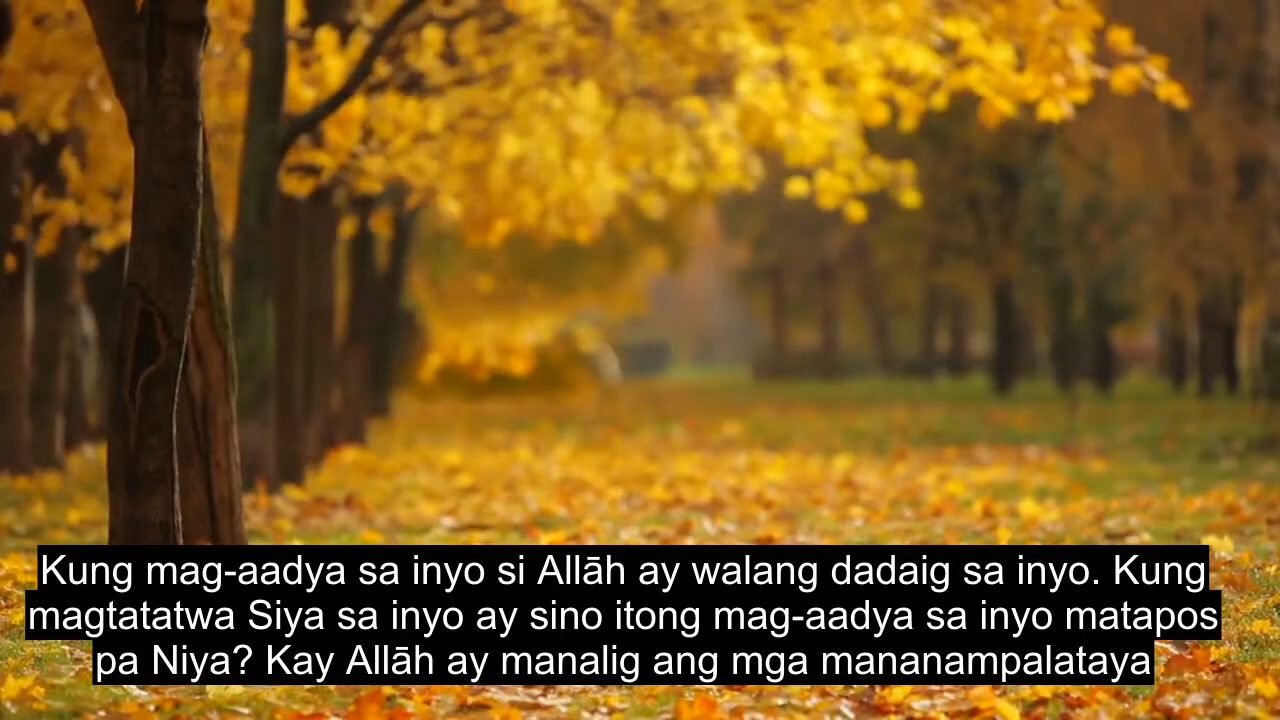 Kung mag-aadya sa inyo si Allāh ay walang dadaig sa inyo. Kung
magtatatwa Siya sa inyo ay sino itong mag-aadya sa inyo matapos
pa Niya? Kay Allāh ay manalig ang mga mananampalataya